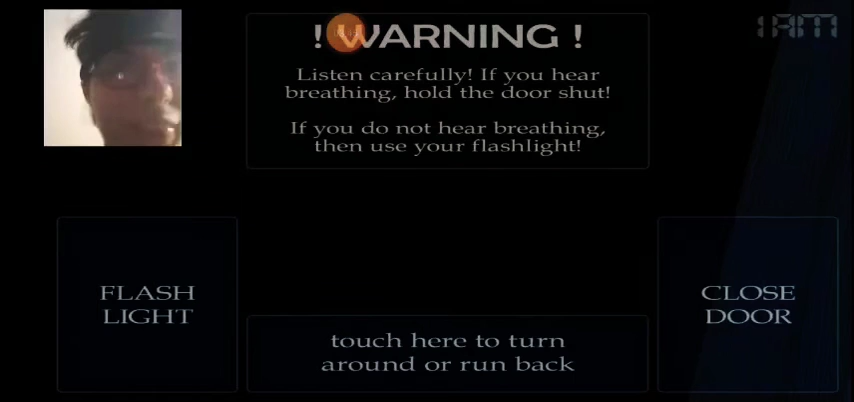 ! WARNING !
1AM
Listen carefully! If you hear
breathing, hold the door shut!
If you do not hear breathing,
then use your flashlight!
FLASH
LIGHT
CLOSE
DOOR
touch here to turn
around or run back